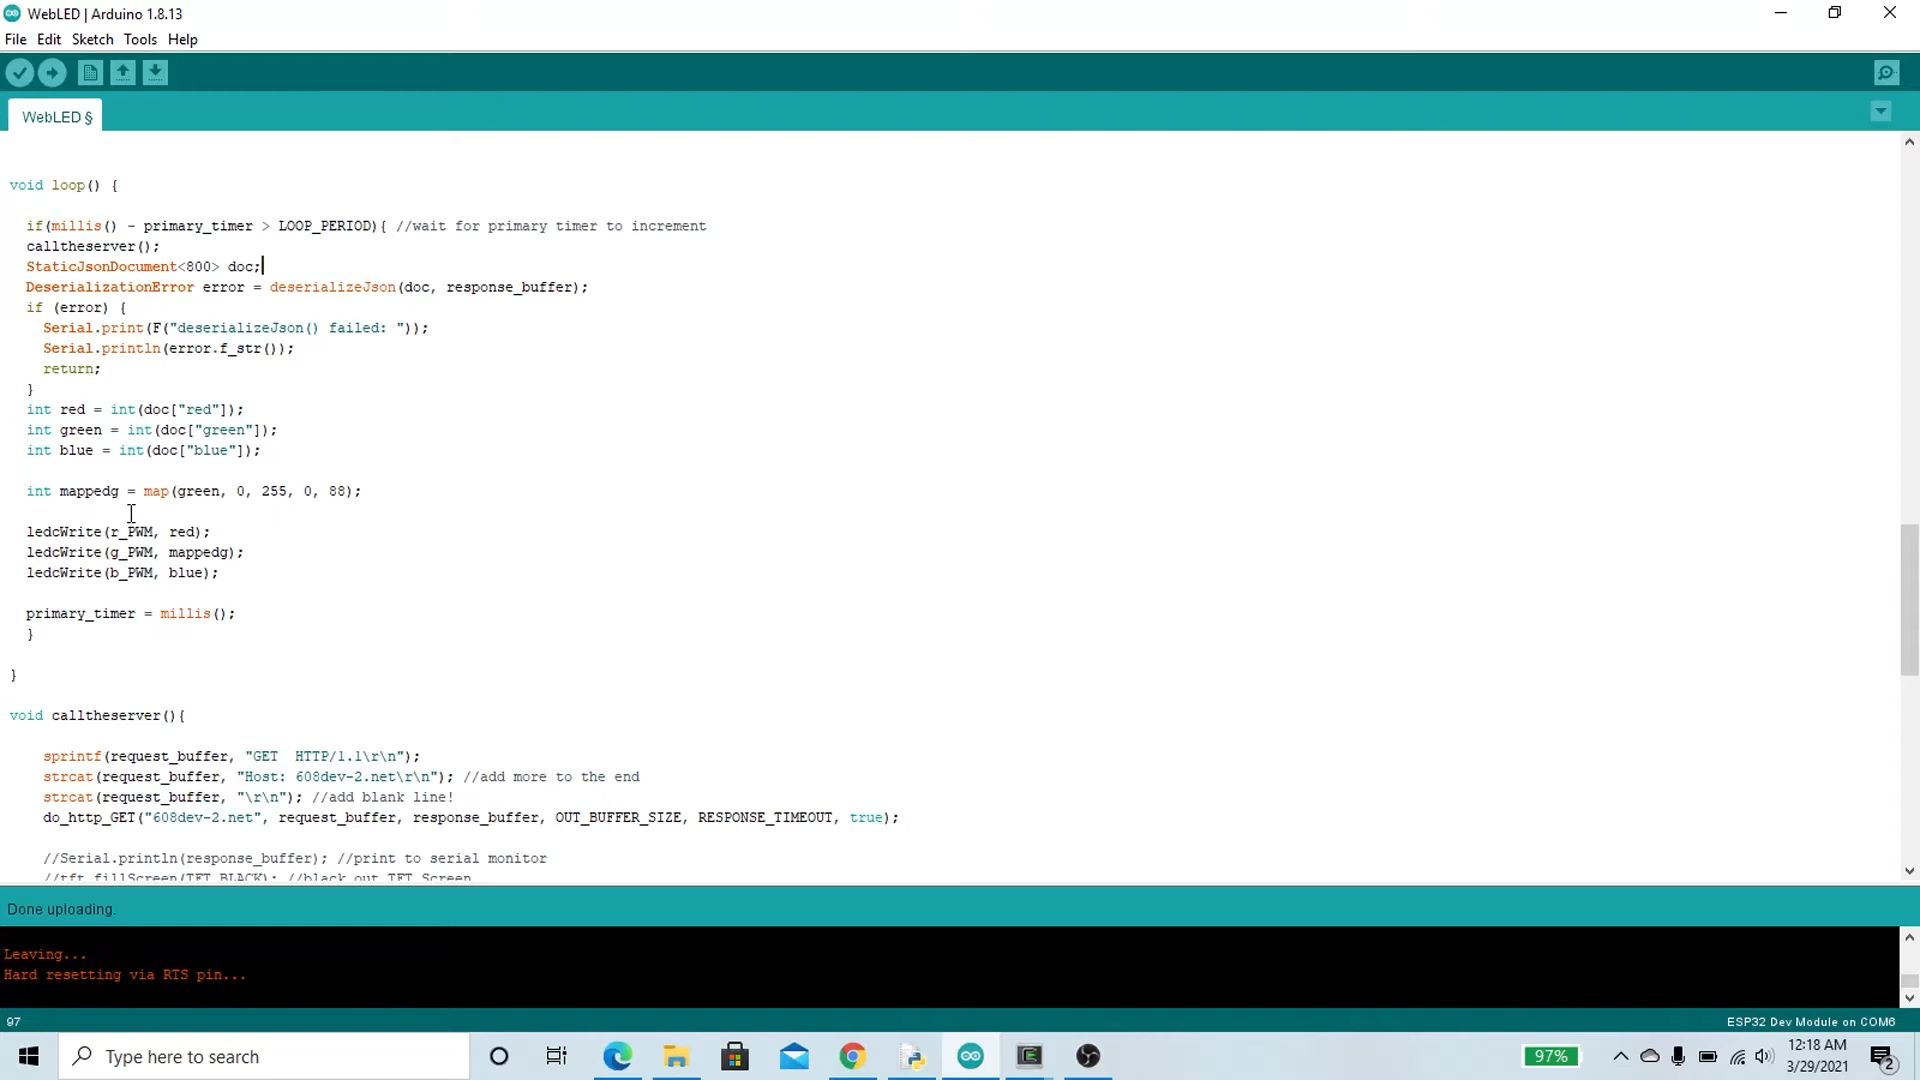 WebLED | Arduino 1.8.13
File Edit Sketch Tools Help
WebLED §
void loop() {
if(millis() - primary_timer > LOOP_PERIOD){ //wait for primary timer to increment
calltheserver();
StaticJsonDocument<800> doc;
DeserializationError error = deserializeJson(doc, response_buffer);
if (error) {
Serial.print(F("deserializeJson() failed: "));
Serial.println(error.f_str());
return;
}
int red = int(doc["red"]);
int green = int(doc["green"]);
int blue = int(doc["blue"]);
int mappedg = map(green, 0, 255, 0, 88);
ledcWrite(r_PWM, red);
ledcWrite(g_PWM, mappedg);
ledcWrite(b_PWM, blue);
primary_timer = millis();
}
}
void calltheserver(){
sprintf(request_buffer, "GET  HTTP/1.1\r\n");
strcat(request_buffer, "Host: 608dev-2.net\r\n"); //add more to the end
strcat(request_buffer, "\r\n"); //add blank line!
do_http_GET("608dev-2.net", request_buffer, response_buffer, OUT_BUFFER_SIZE, RESPONSE_TIMEOUT, true);
//Serial.println(response_buffer); //print to serial monitor
//tft.fillScreen(TFT_BLACK); //black out TFT Screen
Done uploading.
Leaving...
Hard resetting via RTS pin...
97
ESP32 Dev Module on COM6
Type here to search
97%
12:18 AM
3/29/2021
2